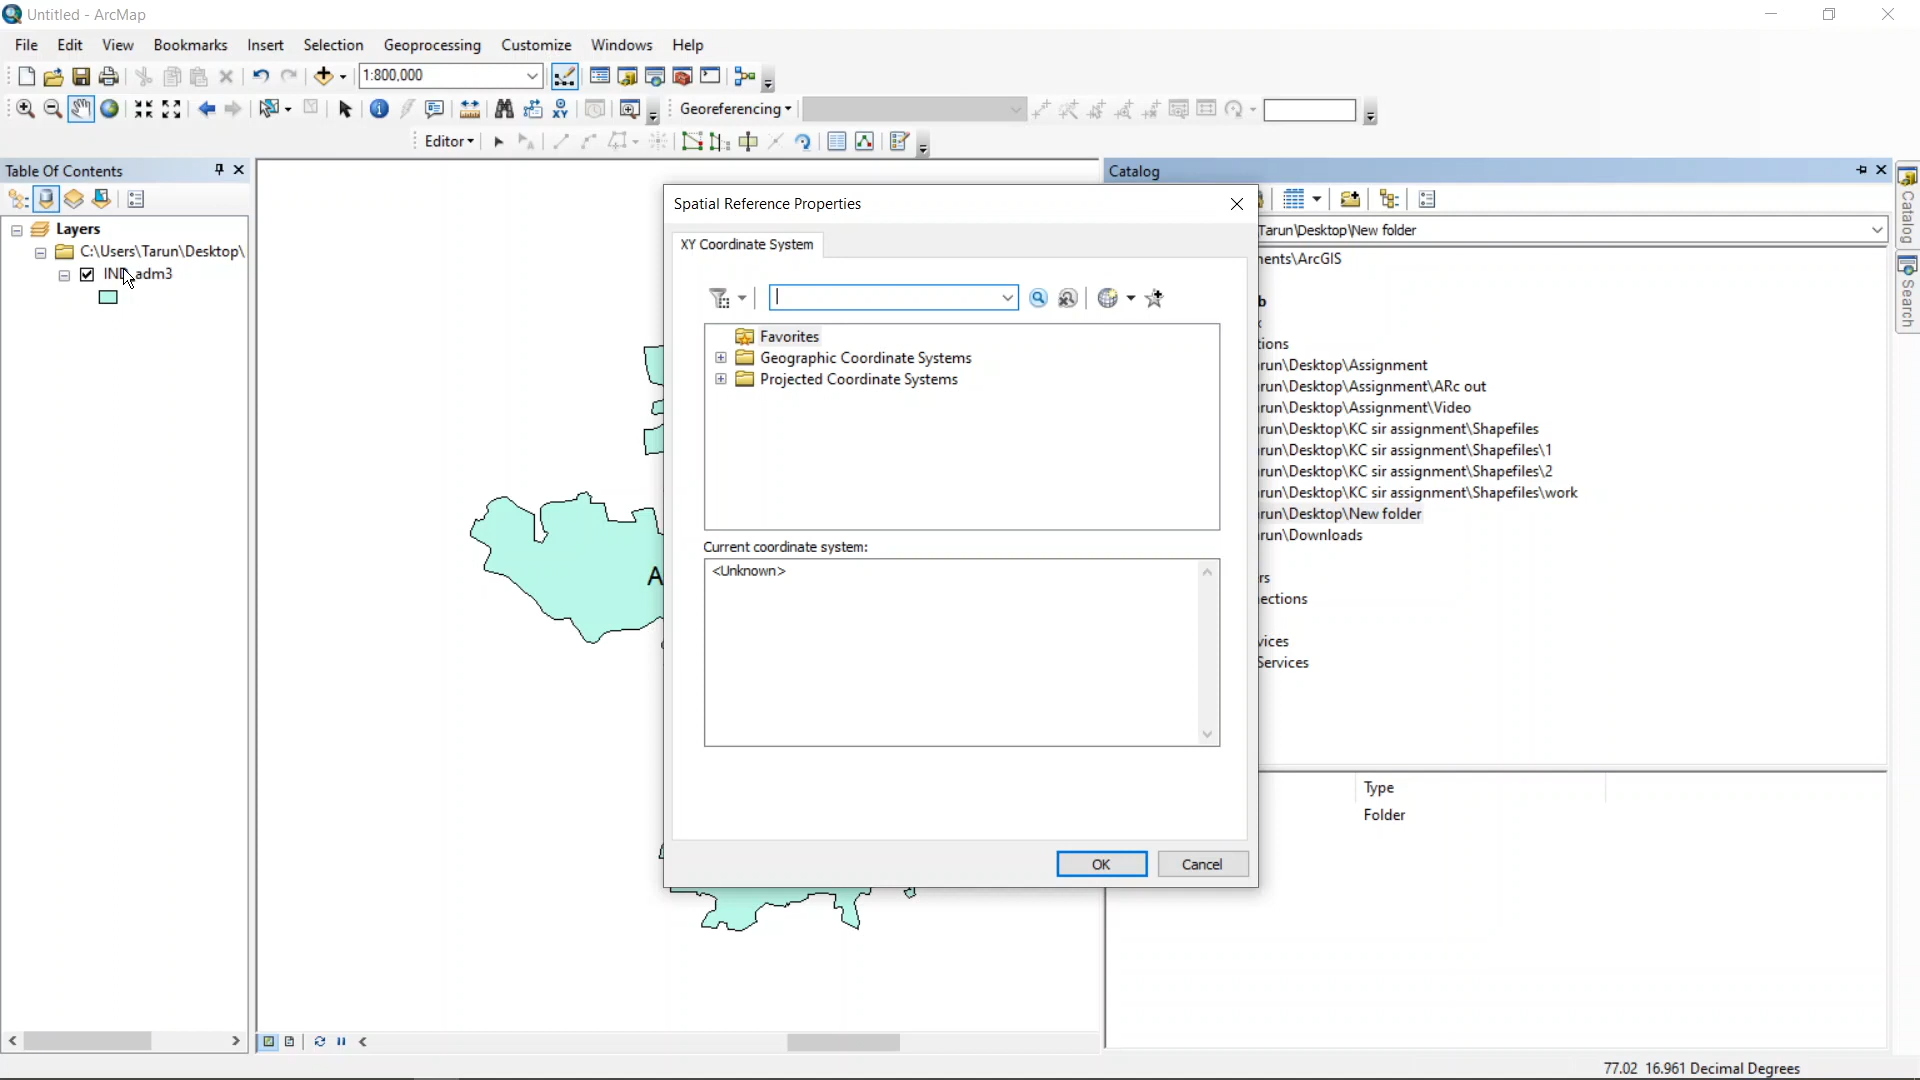 Untitled - ArcMap
File Edit View Bookmarks Insert Selection Geoprocessing Customize Windows Help
1:800,000
Georeferencing
Editor
Table Of Contents
Layers
C:\Users\Tarun\Desktop\
IND_adm3
Spatial Reference Properties
XY Coordinate System
Favorites
Geographic Coordinate Systems
Projected Coordinate Systems
Current coordinate system:
<Unknown>
OK Cancel
A
Catalog
Tarun\Desktop\New folder
ents\ArcGIS
b
ions
run\Desktop\Assignment
run\Desktop\Assignment\ARc out
run\Desktop\Assignment\Video
run\Desktop\KC sir assignment\Shapefiles
run\Desktop\KC sir assignment\Shapefiles\1
run\Desktop\KC sir assignment\Shapefiles\2
run\Desktop\KC sir assignment\Shapefiles\work
run\Desktop\New folder
run\Downloads
rs
ections
vices
Services
Type
Folder
Catalog
Search
77.02 16.961 Decimal Degrees